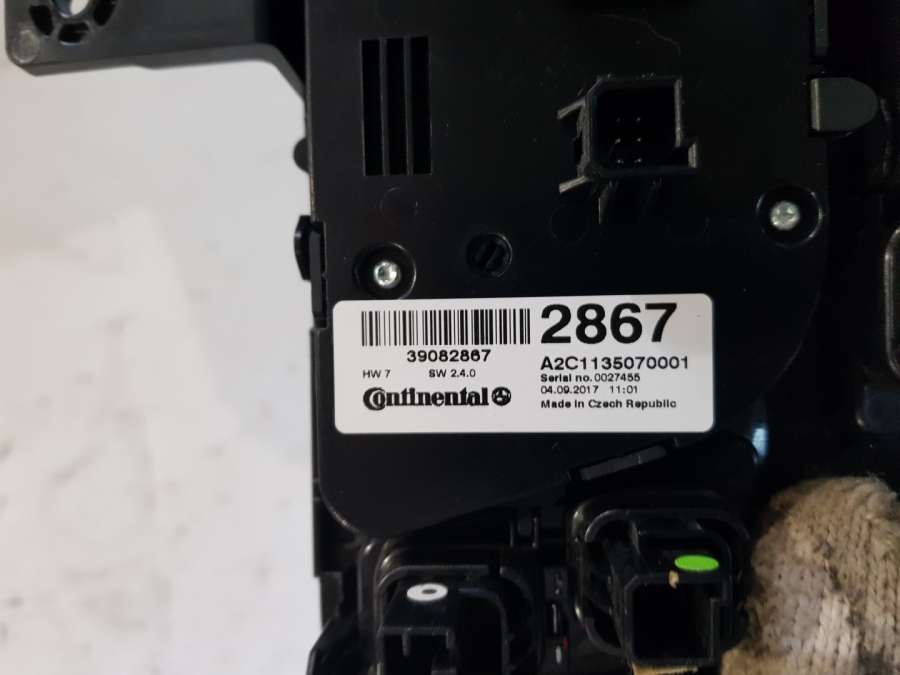 2867
39082867
A2C1135070001
HW 7 SW 2.4.0
Serial no.0027455
04.09.2017 11:01
Continental
Made in Czech Republic